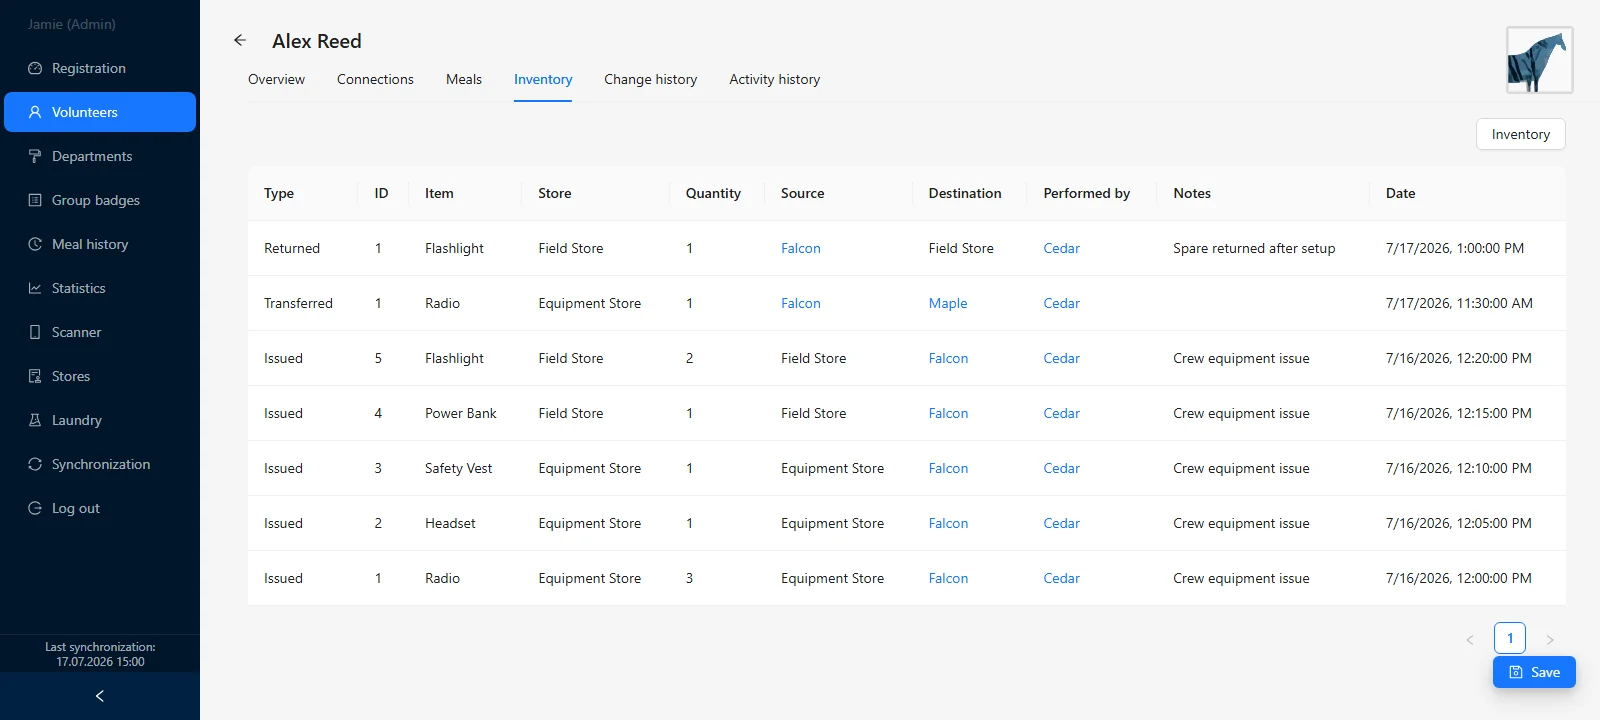 Jamie (Admin)
Registration
Volunteers
Departments
Group badges
Meal history
Statistics
Scanner
Stores
Laundry
Synchronization
Log out
Last synchronization:
17.07.2026 15:00
Alex Reed
Overview Connections Meals Inventory Change history Activity history
Inventory
Type ID Item Store Quantity Source Destination Performed by Notes Date
Returned 1 Flashlight Field Store 1 Falcon Field Store Cedar Spare returned after setup 7/17/2026, 1:00:00 PM
Transferred 1 Radio Equipment Store 1 Falcon Maple Cedar 7/17/2026, 11:30:00 AM
Issued 5 Flashlight Field Store 2 Field Store Falcon Cedar Crew equipment issue 7/16/2026, 12:20:00 PM
Issued 4 Power Bank Field Store 1 Field Store Falcon Cedar Crew equipment issue 7/16/2026, 12:15:00 PM
Issued 3 Safety Vest Equipment Store 1 Equipment Store Falcon Cedar Crew equipment issue 7/16/2026, 12:10:00 PM
Issued 2 Headset Equipment Store 1 Equipment Store Falcon Cedar Crew equipment issue 7/16/2026, 12:05:00 PM
Issued 1 Radio Equipment Store 3 Equipment Store Falcon Cedar Crew equipment issue 7/16/2026, 12:00:00 PM
1
Save